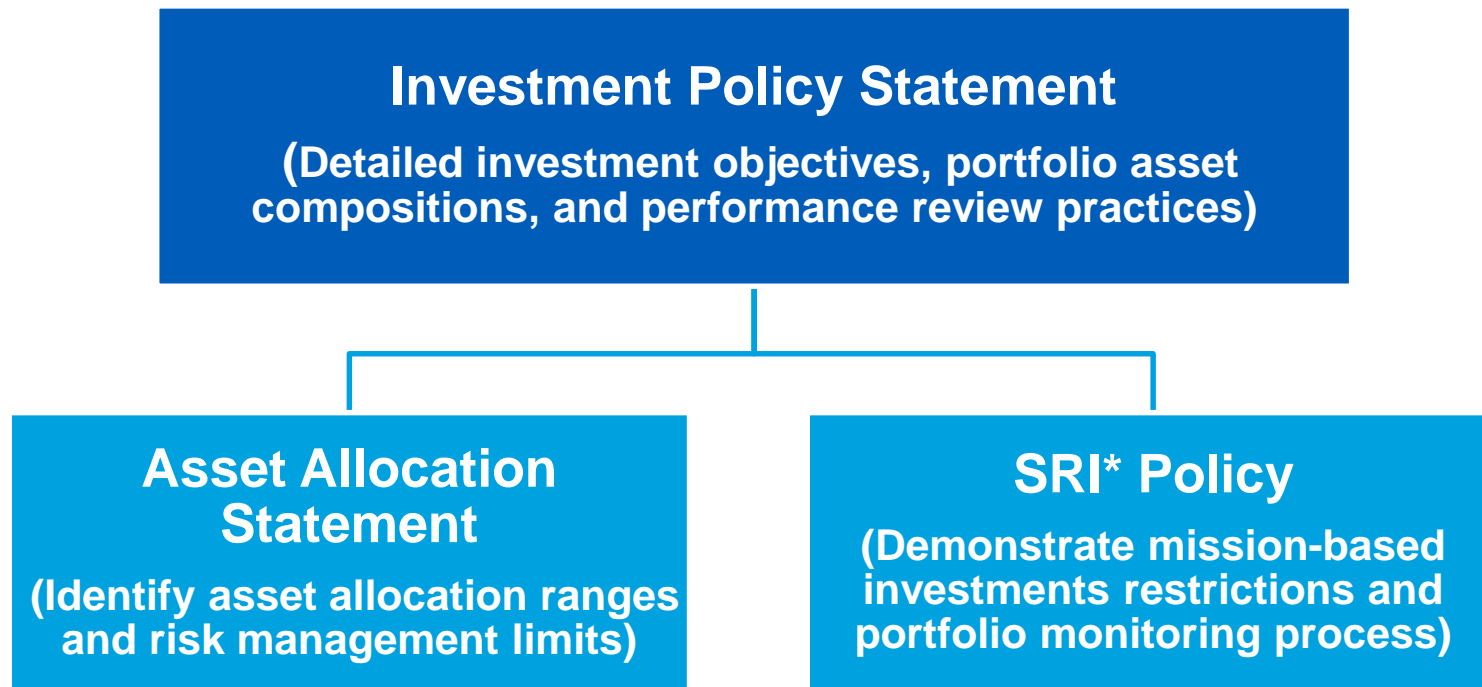 Investment Policy Statement
(Detailed investment objectives, portfolio asset
compositions, and performance review practices)
Asset Allocation
Statement
(Identify asset allocation ranges
and risk management limits)
SRI* Policy
(Demonstrate mission-based
investments restrictions and
portfolio monitoring process)